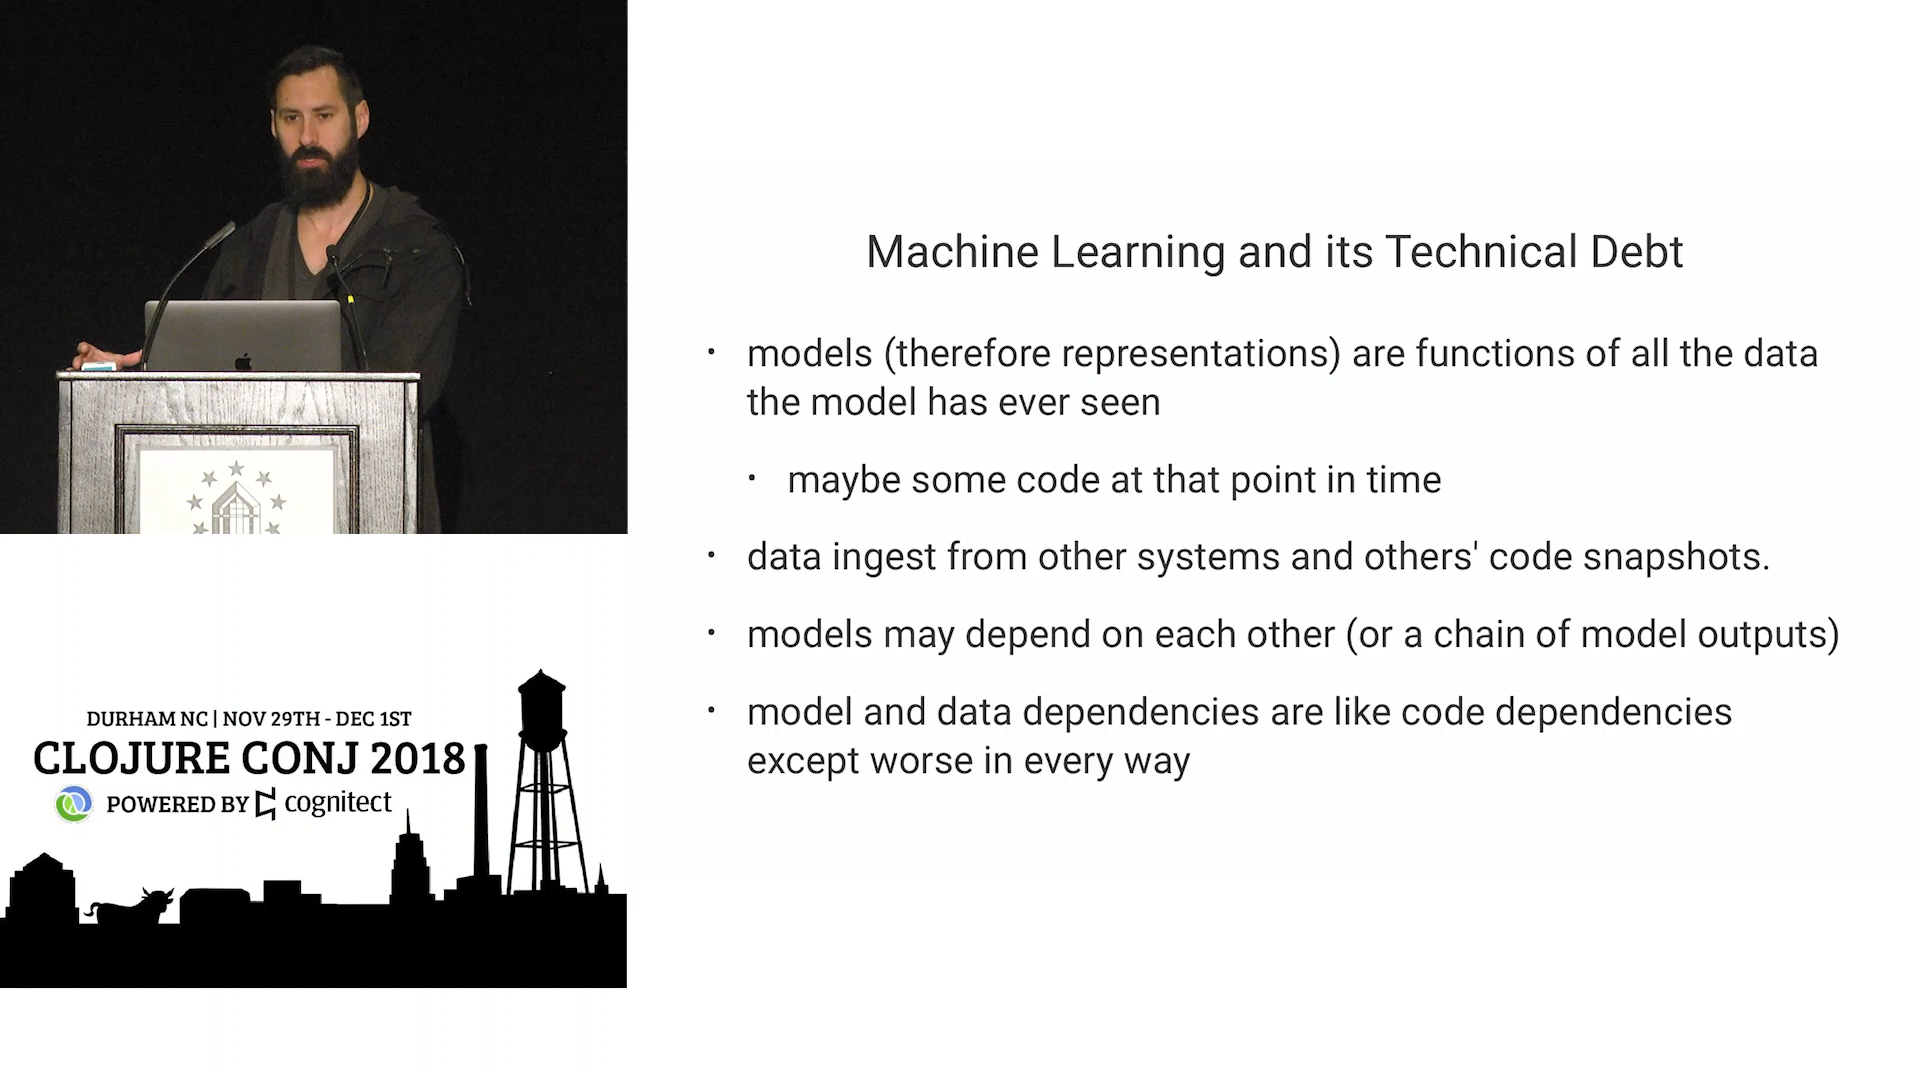 Machine Learning and its Technical Debt
models (therefore representations) are functions of all the data
the model has ever seen
maybe some code at that point in time
data ingest from other systems and others' code snapshots.
models may depend on each other (or a chain of model outputs)
model and data dependencies are like code dependencies
except worse in every way
DURHAM NC | NOV 29TH - DEC 1ST
CLOJURE CONJ 2018
POWERED BY cognitect